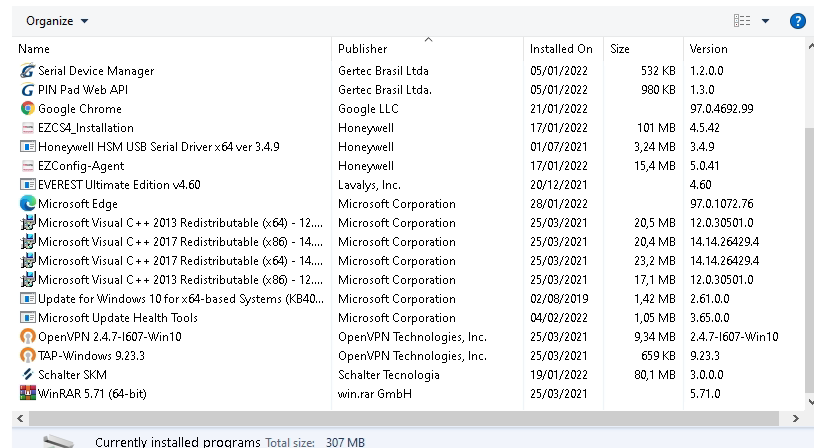 Organize
Name Publisher Installed On Size Version
Serial Device Manager Gertec Brasil Ltda 05/01/2022 532 KB 1.2.0.0
PIN Pad Web API Gertec Brasil Ltda. 05/01/2022 980 KB 1.3.0
Google Chrome Google LLC 21/01/2022 97.0.4692.99
EZCS4_Installation Honeywell 17/01/2022 101 MB 4.5.42
Honeywell HSM USB Serial Driver x64 ver 3.4.9 Honeywell 01/07/2021 3,24 MB 3.4.9
EZConfig-Agent Honeywell 17/01/2022 15,4 MB 5.0.41
EVEREST Ultimate Edition v4.60 Lavalys, Inc. 20/12/2021 4.60
Microsoft Edge Microsoft Corporation 28/01/2022 97.0.1072.76
Microsoft Visual C++ 2013 Redistributable (x64) - 12.... Microsoft Corporation 25/03/2021 20,5 MB 12.0.30501.0
Microsoft Visual C++ 2017 Redistributable (x86) - 14.... Microsoft Corporation 25/03/2021 20,4 MB 14.14.26429.4
Microsoft Visual C++ 2017 Redistributable (x64) - 14.... Microsoft Corporation 25/03/2021 23,2 MB 14.14.26429.4
Microsoft Visual C++ 2013 Redistributable (x86) - 12.... Microsoft Corporation 25/03/2021 17,1 MB 12.0.30501.0
Update for Windows 10 for x64-based Systems (KB40... Microsoft Corporation 02/08/2019 1,42 MB 2.61.0.0
Microsoft Update Health Tools Microsoft Corporation 04/02/2022 1,05 MB 3.65.0.0
OpenVPN 2.4.7-I607-Win10 OpenVPN Technologies, Inc. 25/03/2021 9,34 MB 2.4.7-I607-Win10
TAP-Windows 9.23.3 OpenVPN Technologies, Inc. 25/03/2021 659 KB 9.23.3
Schalter SKM Schalter Tecnologia 19/01/2022 80,1 MB 3.0.0.0
WinRAR 5.71 (64-bit) win.rar GmbH 25/03/2021 5.71.0
Currently installed programs Total size: 307 MB